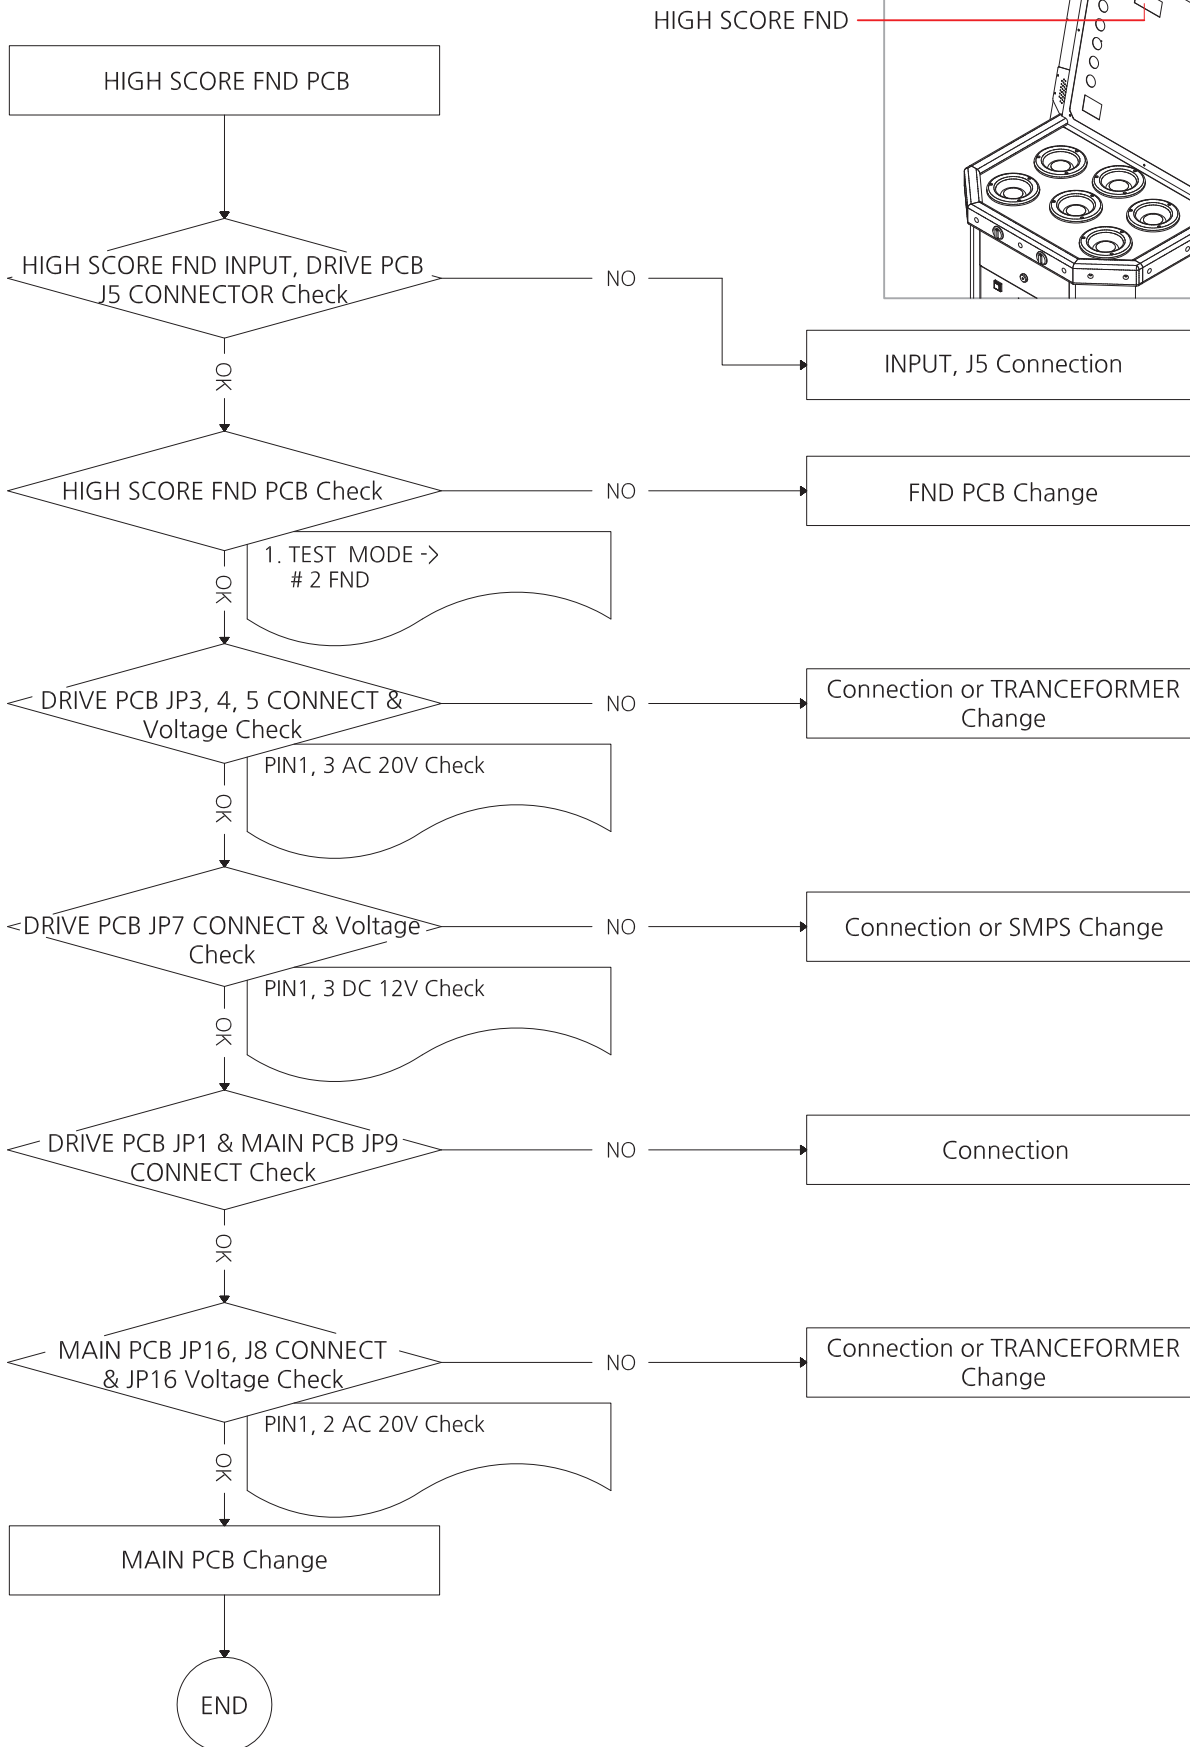 HIGH SCORE FND
HIGH SCORE FND PCB
HIGH SCORE FND INPUT, DRIVE PCB
J5 CONNECTOR Check
NO
INPUT, J5 Connection
OK
HIGH SCORE FND PCB Check
NO
FND PCB Change
1. TEST MODE ->
# 2 FND
OK
DRIVE PCB JP3, 4, 5 CONNECT &
Voltage Check
NO
Connection or TRANCEFORMER
Change
PIN1, 3 AC 20V Check
OK
DRIVE PCB JP7 CONNECT & Voltage
Check
NO
Connection or SMPS Change
PIN1, 3 DC 12V Check
OK
DRIVE PCB JP1 & MAIN PCB JP9
CONNECT Check
NO
Connection
OK
MAIN PCB JP16, J8 CONNECT
& JP16 Voltage Check
NO
Connection or TRANCEFORMER
Change
PIN1, 2 AC 20V Check
OK
MAIN PCB Change
END